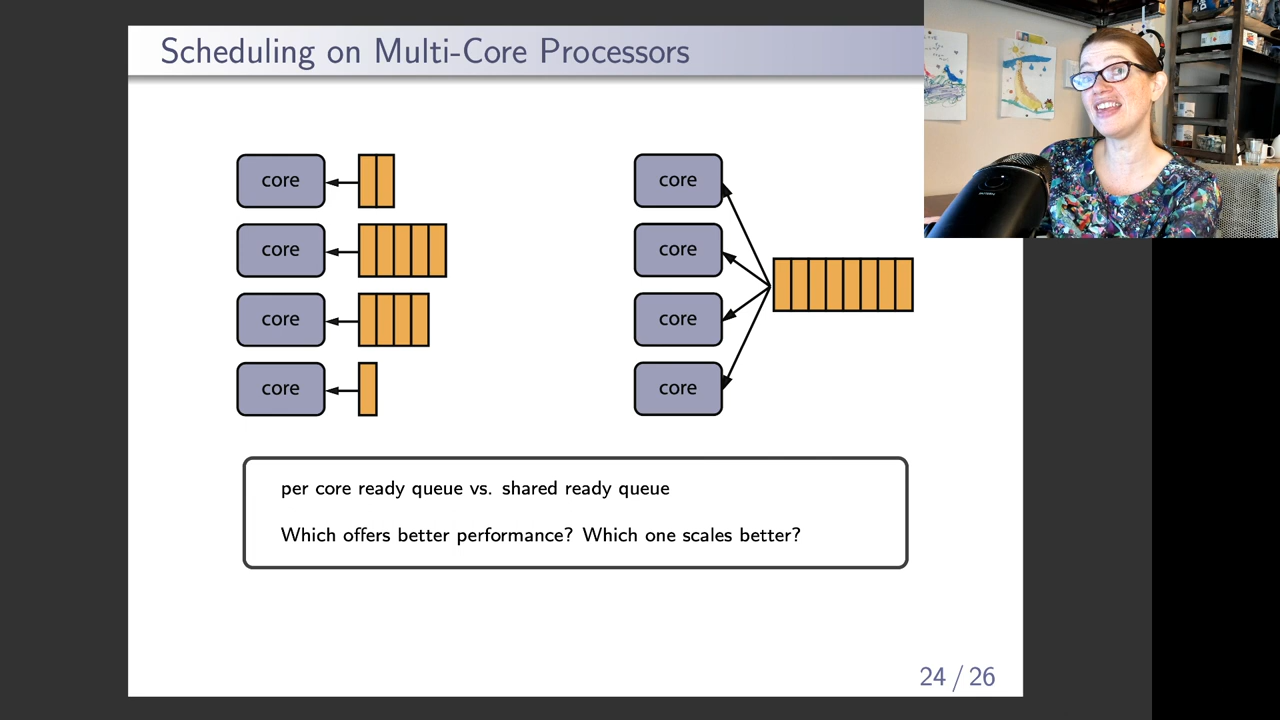 Scheduling on Multi-Core Processors
core
core
core
core
core
core
core
core
per core ready queue vs. shared ready queue
Which offers better performance? Which one scales better?
24 / 26